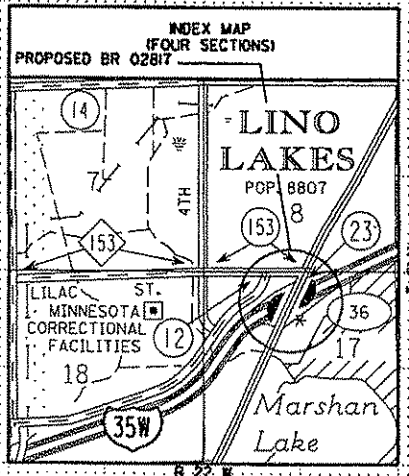 INDEX MAP
(FOUR SECTIONS)
PROPOSED BR 02817
14
LINO
LAKES
POP. 8807
7
4TH
8
153
153
23
LILAC ST.
MINNESOTA
CORRECTIONAL
FACILITIES
12
36
18
17
35W
Marshan
Lake
R 22 W